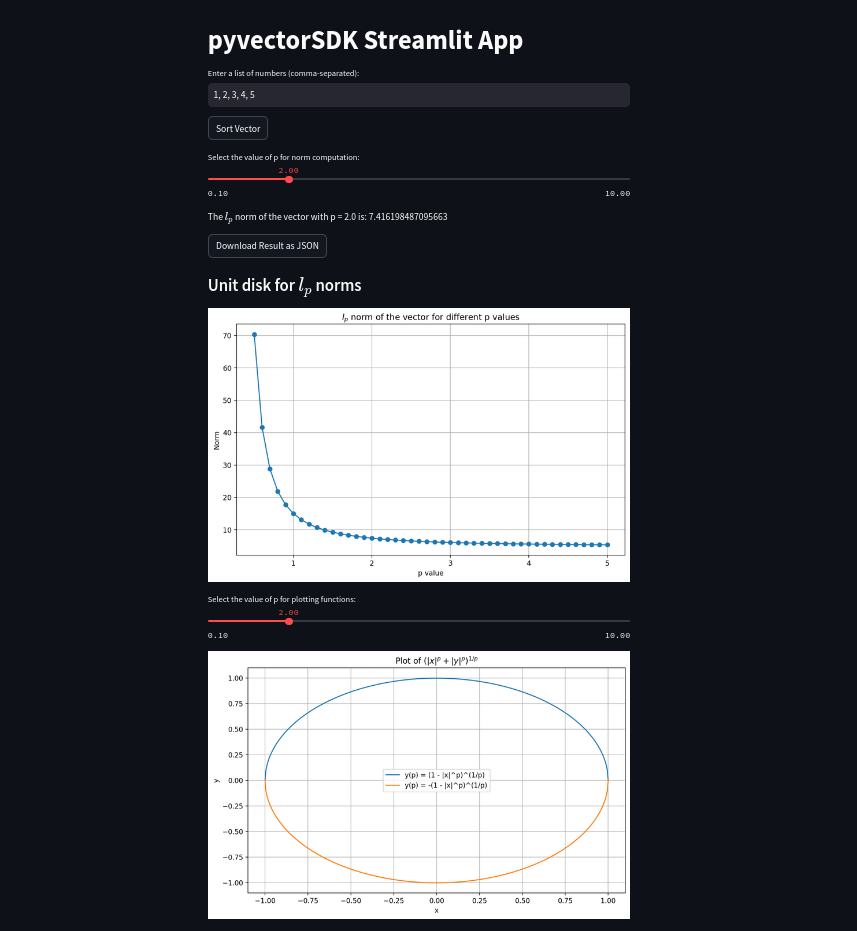 pyvectorSDK Streamlit App
Enter a list of numbers (comma-separated):
1, 2, 3, 4, 5
Sort Vector
Select the value of p for norm computation:
2.00
0.10 10.00
The lₚ norm of the vector with p = 2.0 is: 7.416198487095663
Download Result as JSON
Unit disk for lₚ norms
lₚ norm of the vector for different p values
70
60
50
40
30
20
10
Norm
1 2 3 4 5
p value
Select the value of p for plotting functions:
2.00
0.10 10.00
Plot of (|x|ᵖ + |y|ᵖ)¹/ᵖ
1.00
0.75
0.50
0.25
0.00
−0.25
−0.50
−0.75
−1.00
y
y(p) = (1 - |x|^p)^(1/p)
y(p) = -(1 - |x|^p)^(1/p)
−1.00 −0.75 −0.50 −0.25 0.00 0.25 0.50 0.75 1.00
x